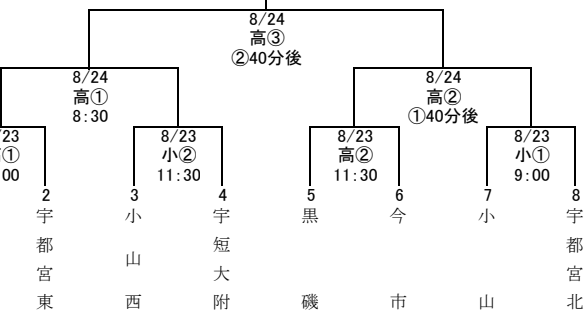 8/24
高③
②40分後
8/24
高①
8:30
8/24
高②
①40分後
/23
①
:00
8/23
小②
11:30
8/23
高②
11:30
8/23
小①
9:00
2
宇都宮東
3
小山西
4
宇短大附
5
黒磯
6
今市
7
小山
8
宇都宮北